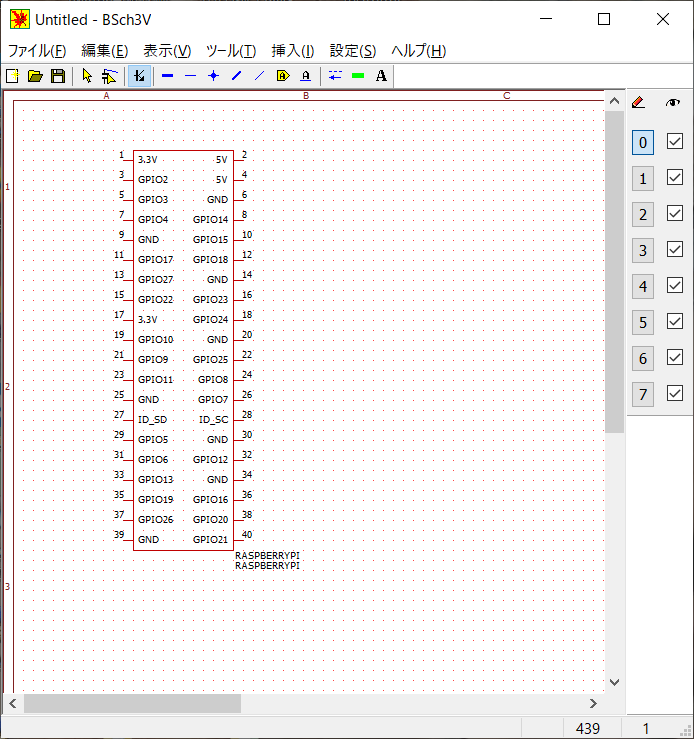 Untitled - BSch3V
ファイル(F) 編集(E) 表示(V) ツール(T) 挿入(I) 設定(S) ヘルプ(H)
A A A
A B C
0
1
2
3
4
5
6
7
1
2
3
1 3.3V 5V 2
3 GPIO2 5V 4
5 GPIO3 GND 6
7 GPIO4 GPIO14 8
9 GND GPIO15 10
11 GPIO17 GPIO18 12
13 GPIO27 GND 14
15 GPIO22 GPIO23 16
17 3.3V GPIO24 18
19 GPIO10 GND 20
21 GPIO9 GPIO25 22
23 GPIO11 GPIO8 24
25 GND GPIO7 26
27 ID_SD ID_SC 28
29 GPIO5 GND 30
31 GPIO6 GPIO12 32
33 GPIO13 GND 34
35 GPIO19 GPIO16 36
37 GPIO26 GPIO20 38
39 GND GPIO21 40
RASPBERRYPI
RASPBERRYPI
439 1